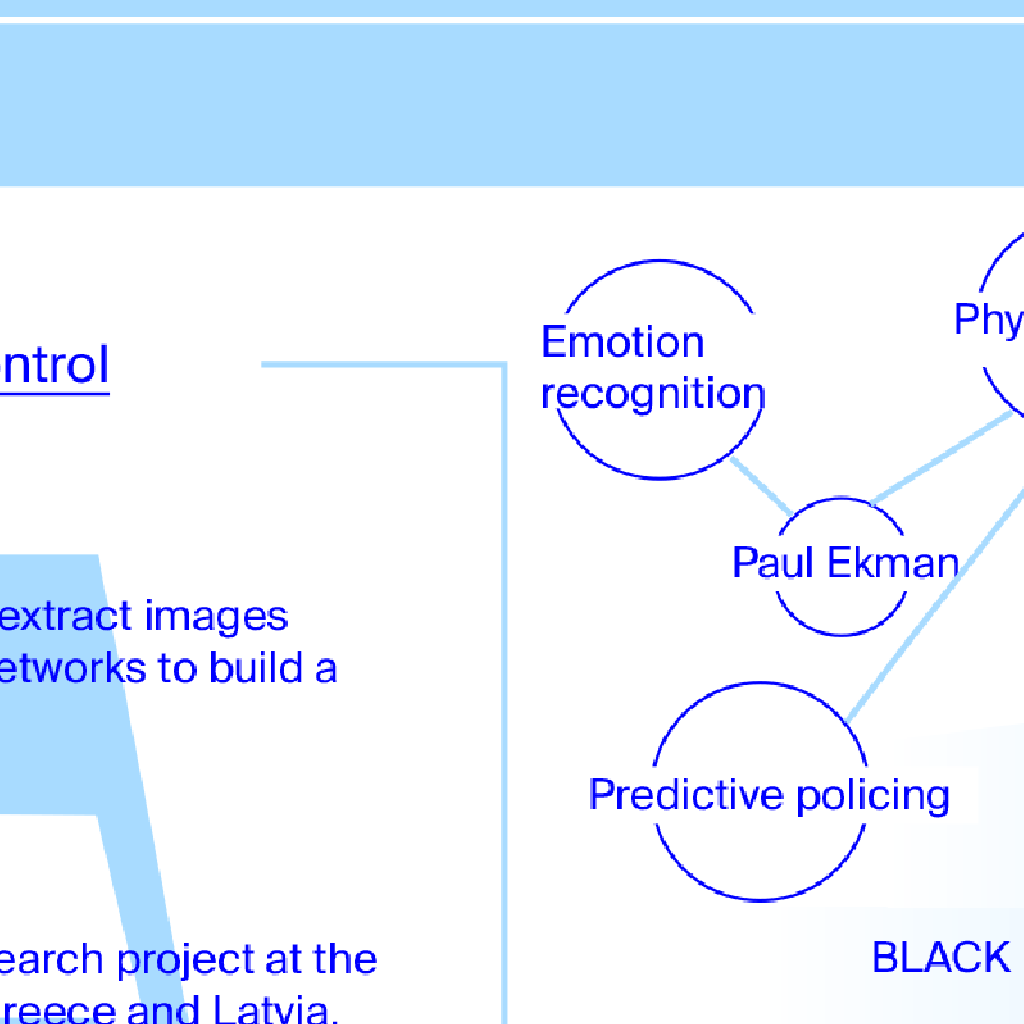 ontrol
extract images
etworks to build a
earch project at the
reece and Latvia.
Emotion
recognition
Phy
Paul Ekman
Predictive policing
BLACK